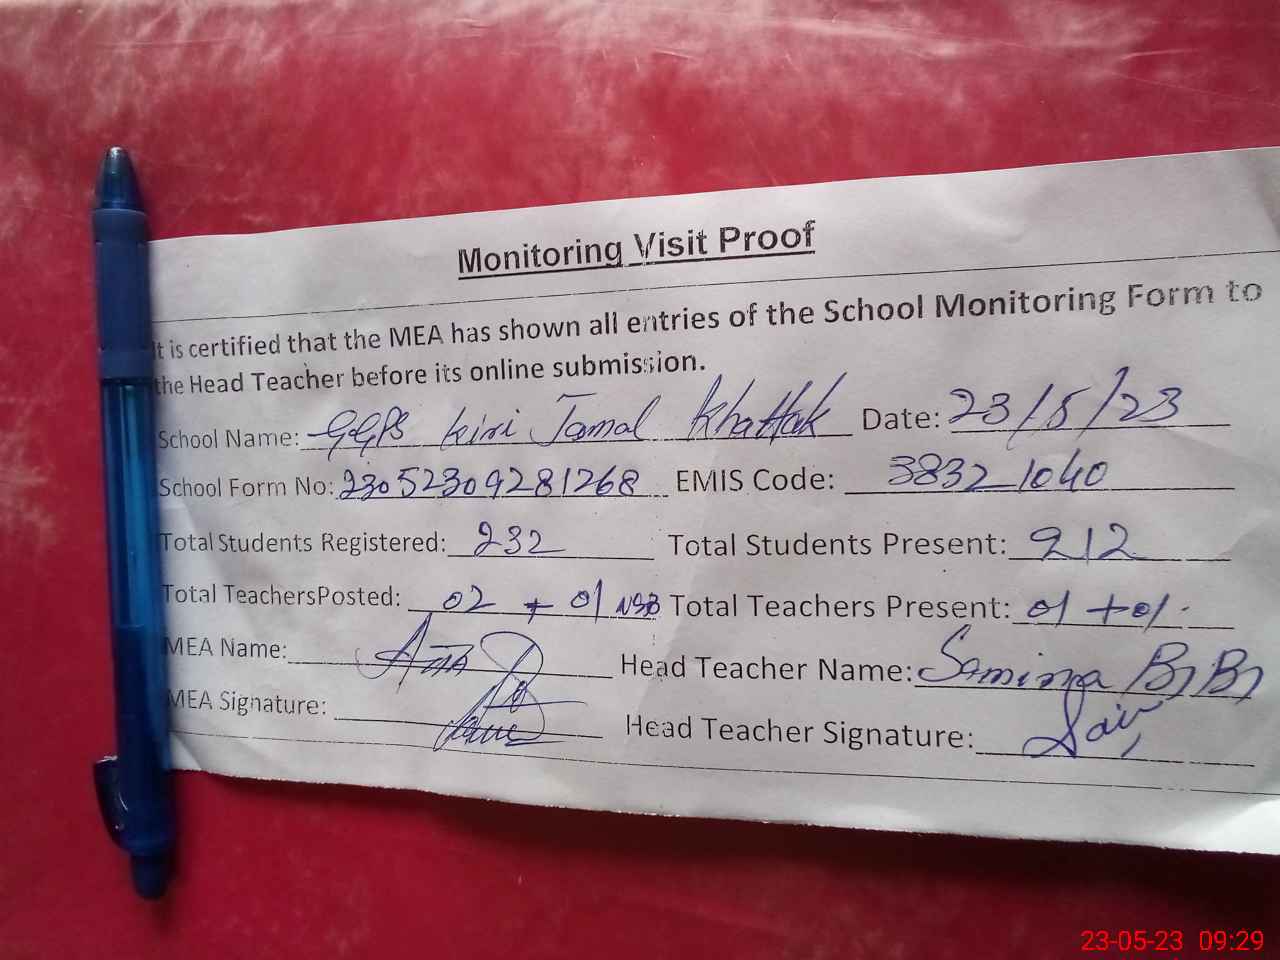 Monitoring Visit Proof
It is certified that the MEA has shown all entries of the School Monitoring Form to
the Head Teacher before its online submission.
School Name: GGPS kiri Jamal Khattak Date: 23/5/23
School Form No: 23052309281268 EMIS Code: 38321040
Total Students Registered: 232 Total Students Present: 212
Total TeachersPosted: 02 + 01 Total Teachers Present: 01 + 01
MEA Name: Head Teacher Name: Samina Bi Bi
MEA Signature: Head Teacher Signature:
23-05-23 09:29